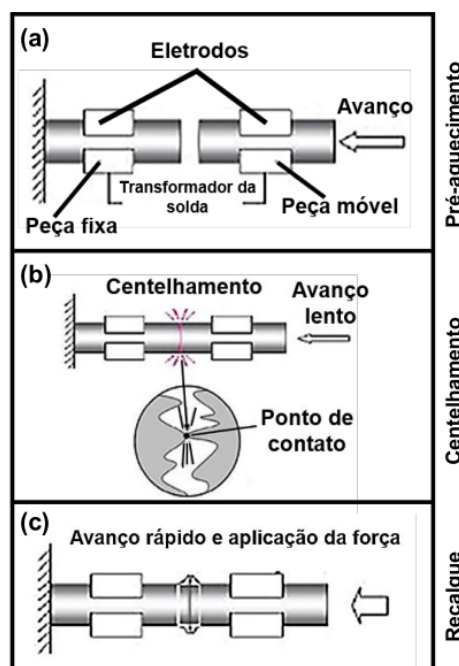 (a)
Eletrodos
Avanço
Transformador da
solda
Peça fixa
Peça móvel
Pré-aquecimento
(b)
Centelhamento
Avanço
lento
Ponto de
contato
Centelhamento
(c)
Avanço rápido e aplicação da força
Recalque